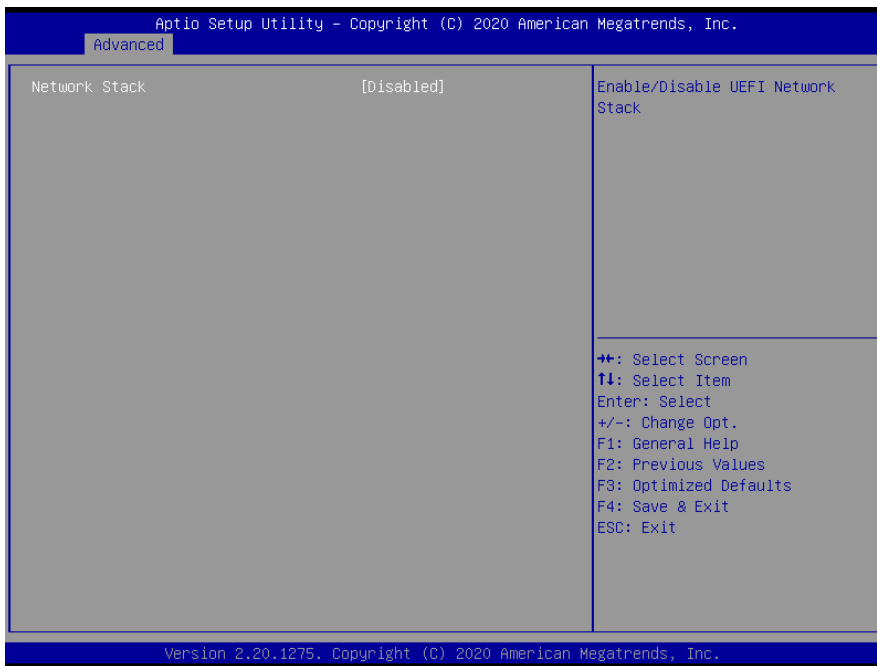 Aptio Setup Utility – Copyright (C) 2020 American Megatrends, Inc.
Advanced
Network Stack [Disabled]
Enable/Disable UEFI Network
Stack
→←: Select Screen
↑↓: Select Item
Enter: Select
+/-: Change Opt.
F1: General Help
F2: Previous Values
F3: Optimized Defaults
F4: Save & Exit
ESC: Exit
Version 2.20.1275. Copyright (C) 2020 American Megatrends, Inc.